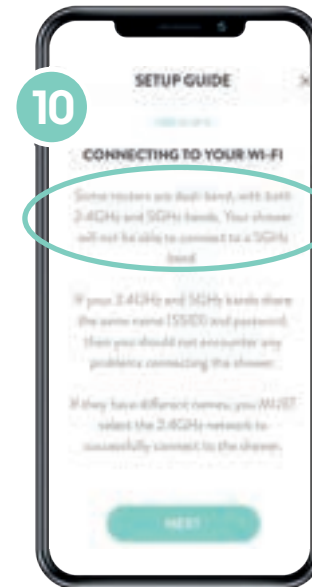 10
SETUP GUIDE
CONNECTING TO YOUR WI-FI
Some routers are dual band, with both
2.4GHz and 5GHz bands. Your shower
will not be able to connect to a 5GHz
band
If your 2.4GHz and 5GHz bands share
the same name (SSID) and password,
then you should not encounter any
problems connecting the shower.
If they have different names, you MUST
select the 2.4GHz network to
successfully connect to the shower.
NEXT